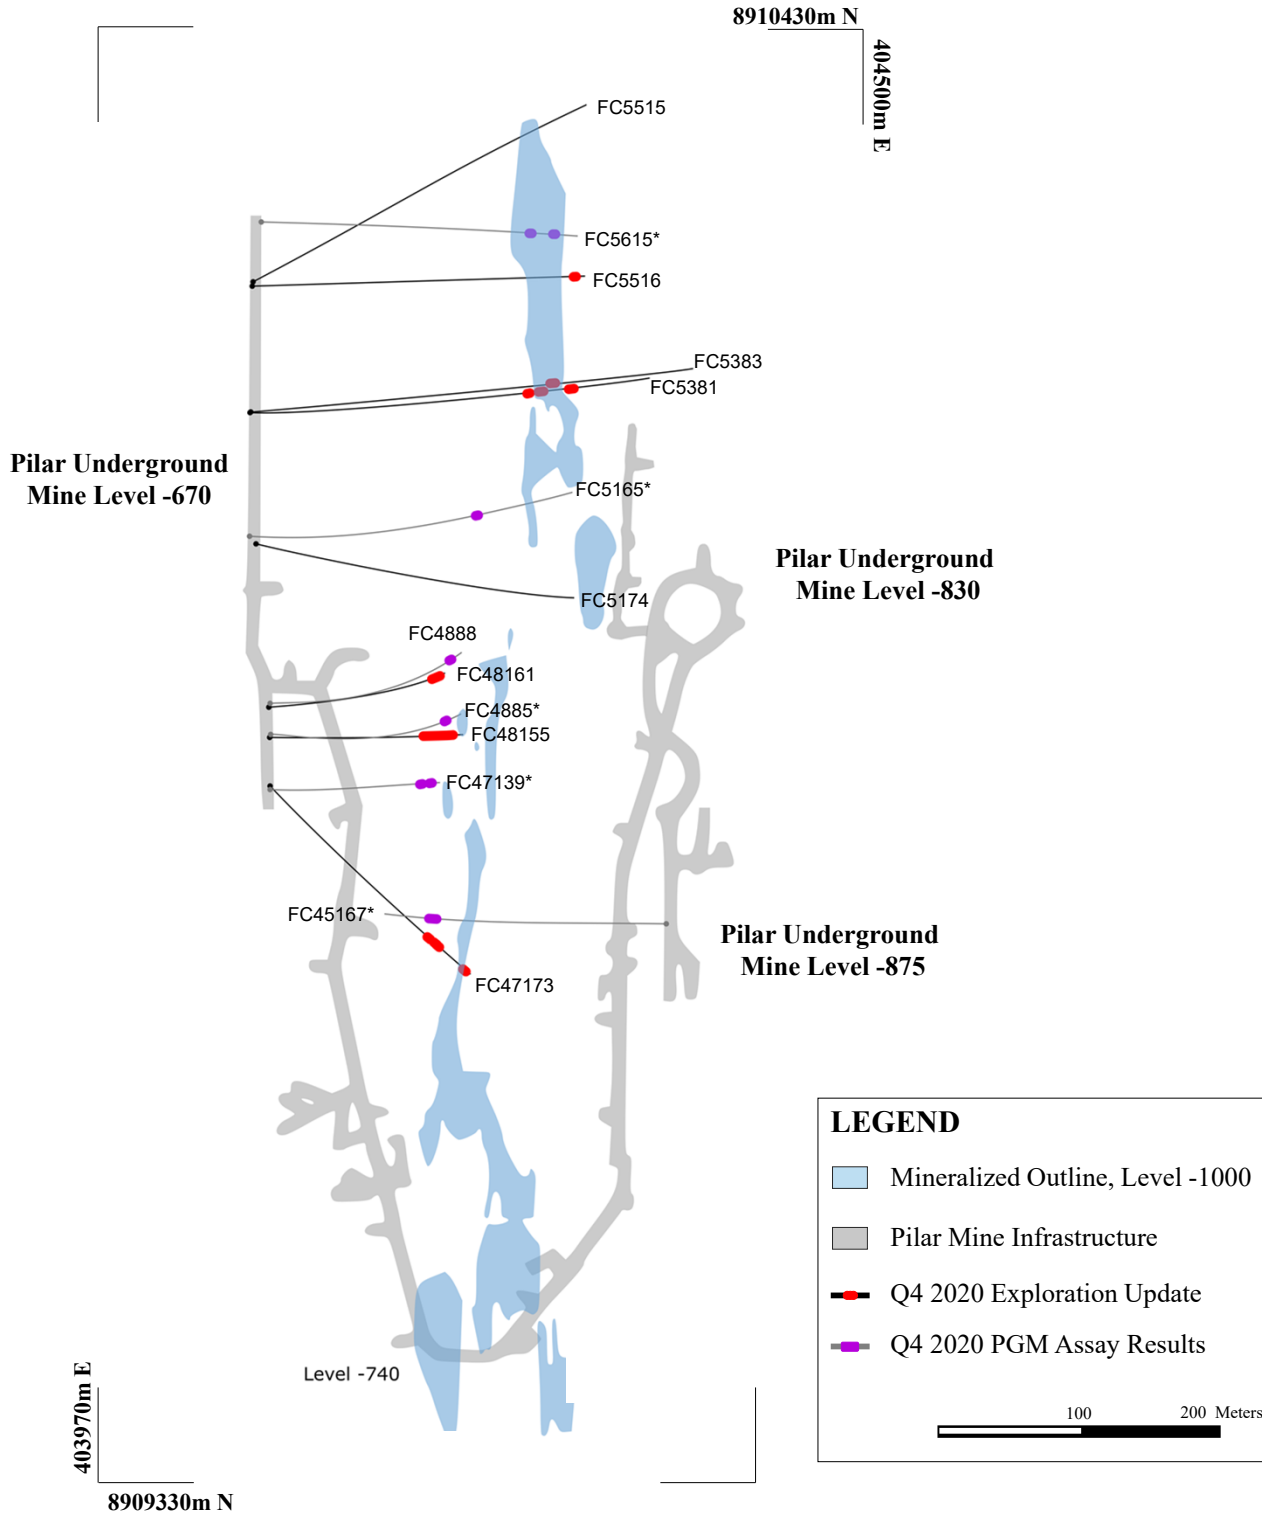 8910430m N
404500m E
FC5515
FC5615*
FC5516
FC5383
FC5381
Pilar Underground
Mine Level -670
FC5165*
Pilar Underground
Mine Level -830
FC5174
FC4888
FC48161
FC4885*
FC48155
FC47139*
FC45167*
Pilar Underground
Mine Level -875
FC47173
LEGEND
Mineralized Outline, Level -1000
Pilar Mine Infrastructure
Q4 2020 Exploration Update
Q4 2020 PGM Assay Results
100
200 Meters
Level -740
403970m E
8909330m N